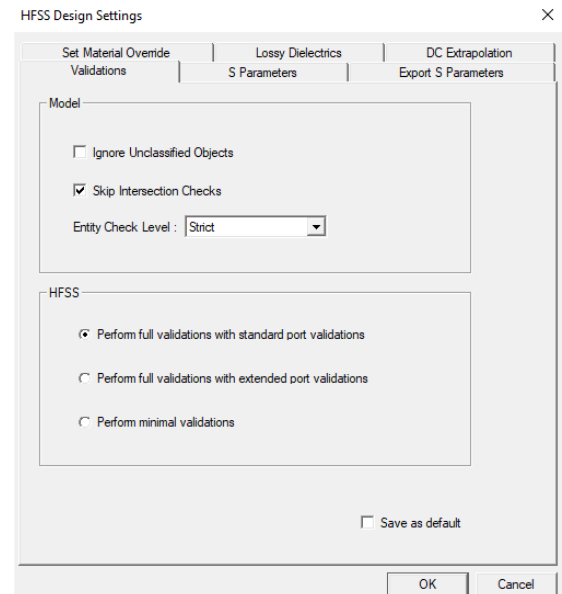 HFSS Design Settings
Set Material Override Lossy Dielectrics DC Extrapolation
Validations S Parameters Export S Parameters
Model
Ignore Unclassified Objects
Skip Intersection Checks
Entity Check Level : Strict
HFSS
Perform full validations with standard port validations
Perform full validations with extended port validations
Perform minimal validations
Save as default
OK Cancel